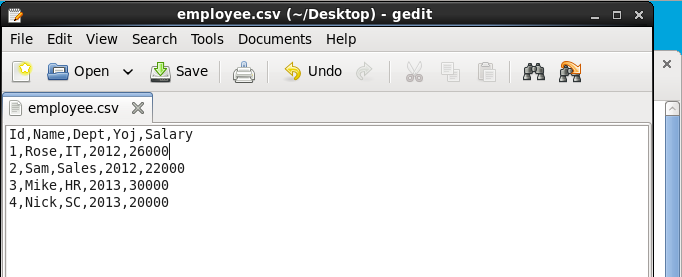 employee.csv (~/Desktop) - gedit
File Edit View Search Tools Documents Help
Open Save Undo
employee.csv
Id,Name,Dept,Yoj,Salary
1,Rose,IT,2012,26000
2,Sam,Sales,2012,22000
3,Mike,HR,2013,30000
4,Nick,SC,2013,20000